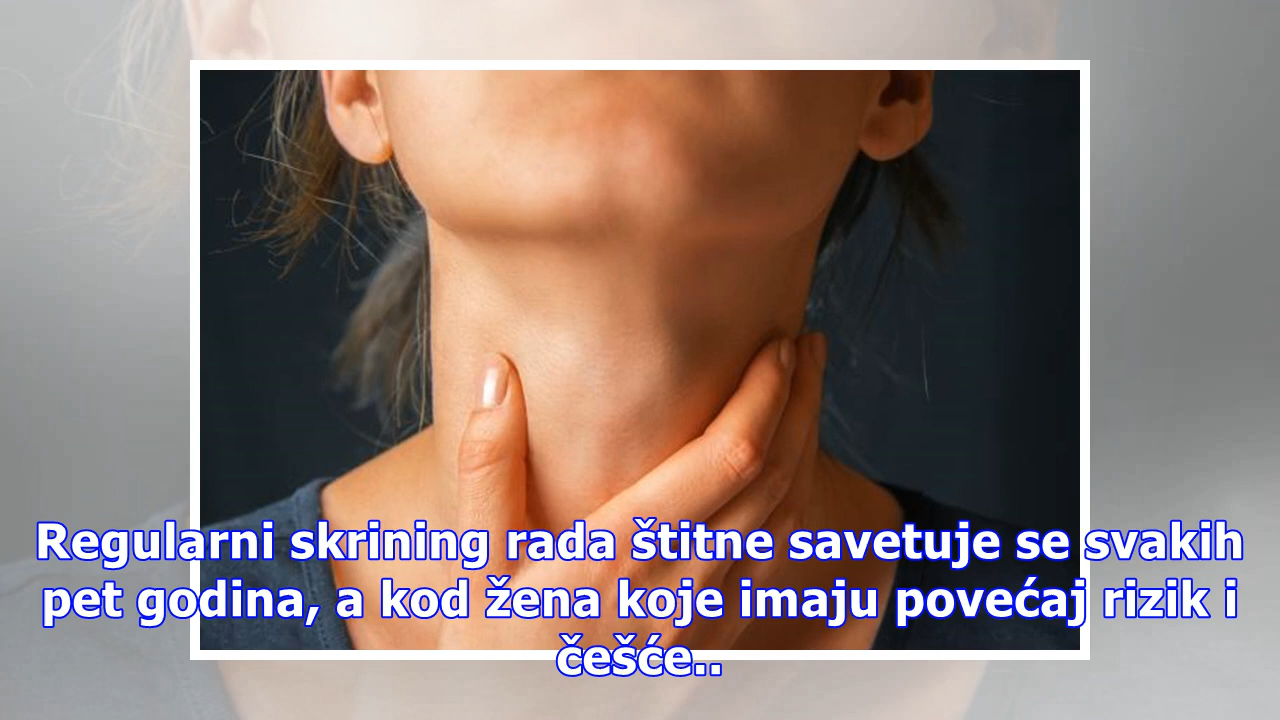 Regularni skrining rada štitne savetuje se svakih
pet godina, a kod žena koje imaju povećaj rizik i
češće..